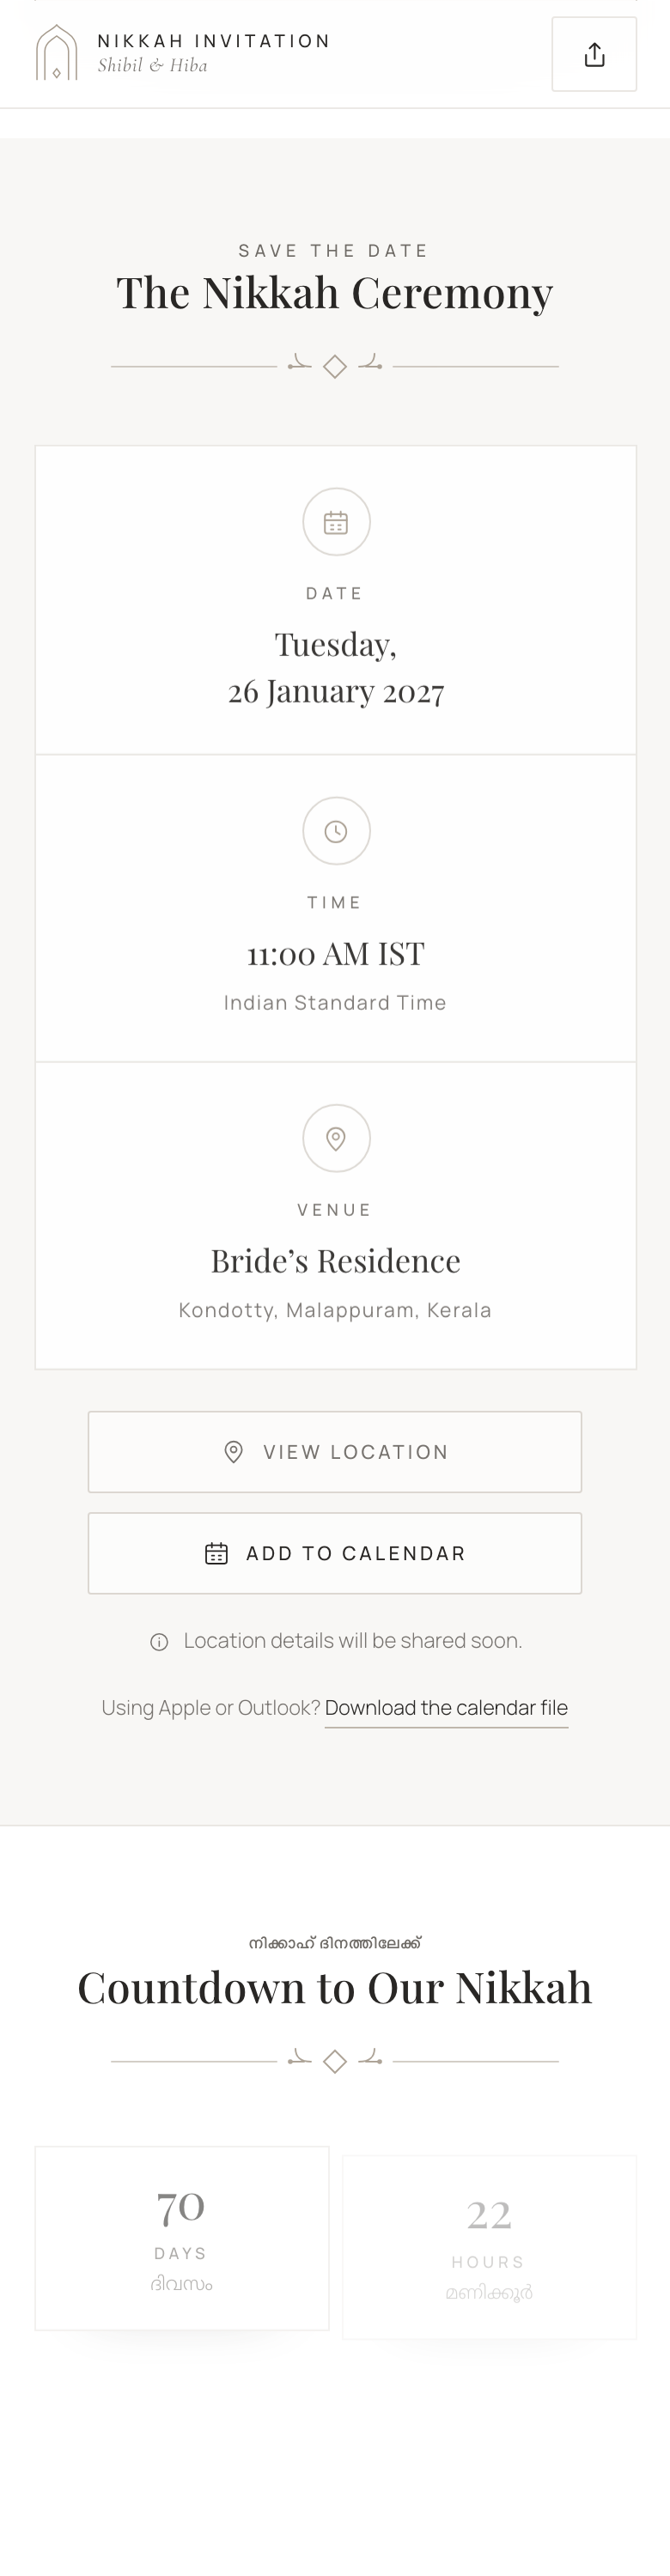 NIKKAH INVITATION
Shibil & Hiba
SAVE THE DATE
The Nikkah Ceremony
DATE
Tuesday,
26 January 2027
TIME
11:00 AM IST
Indian Standard Time
VENUE
Bride’s Residence
Kondotty, Malappuram, Kerala
VIEW LOCATION
ADD TO CALENDAR
Location details will be shared soon.
Using Apple or Outlook? Download the calendar file
നിക്കാഹ് ദിനത്തിലേക്ക്
Countdown to Our Nikkah
70
DAYS
ദിവസം
22
HOURS
മണിക്കൂർ